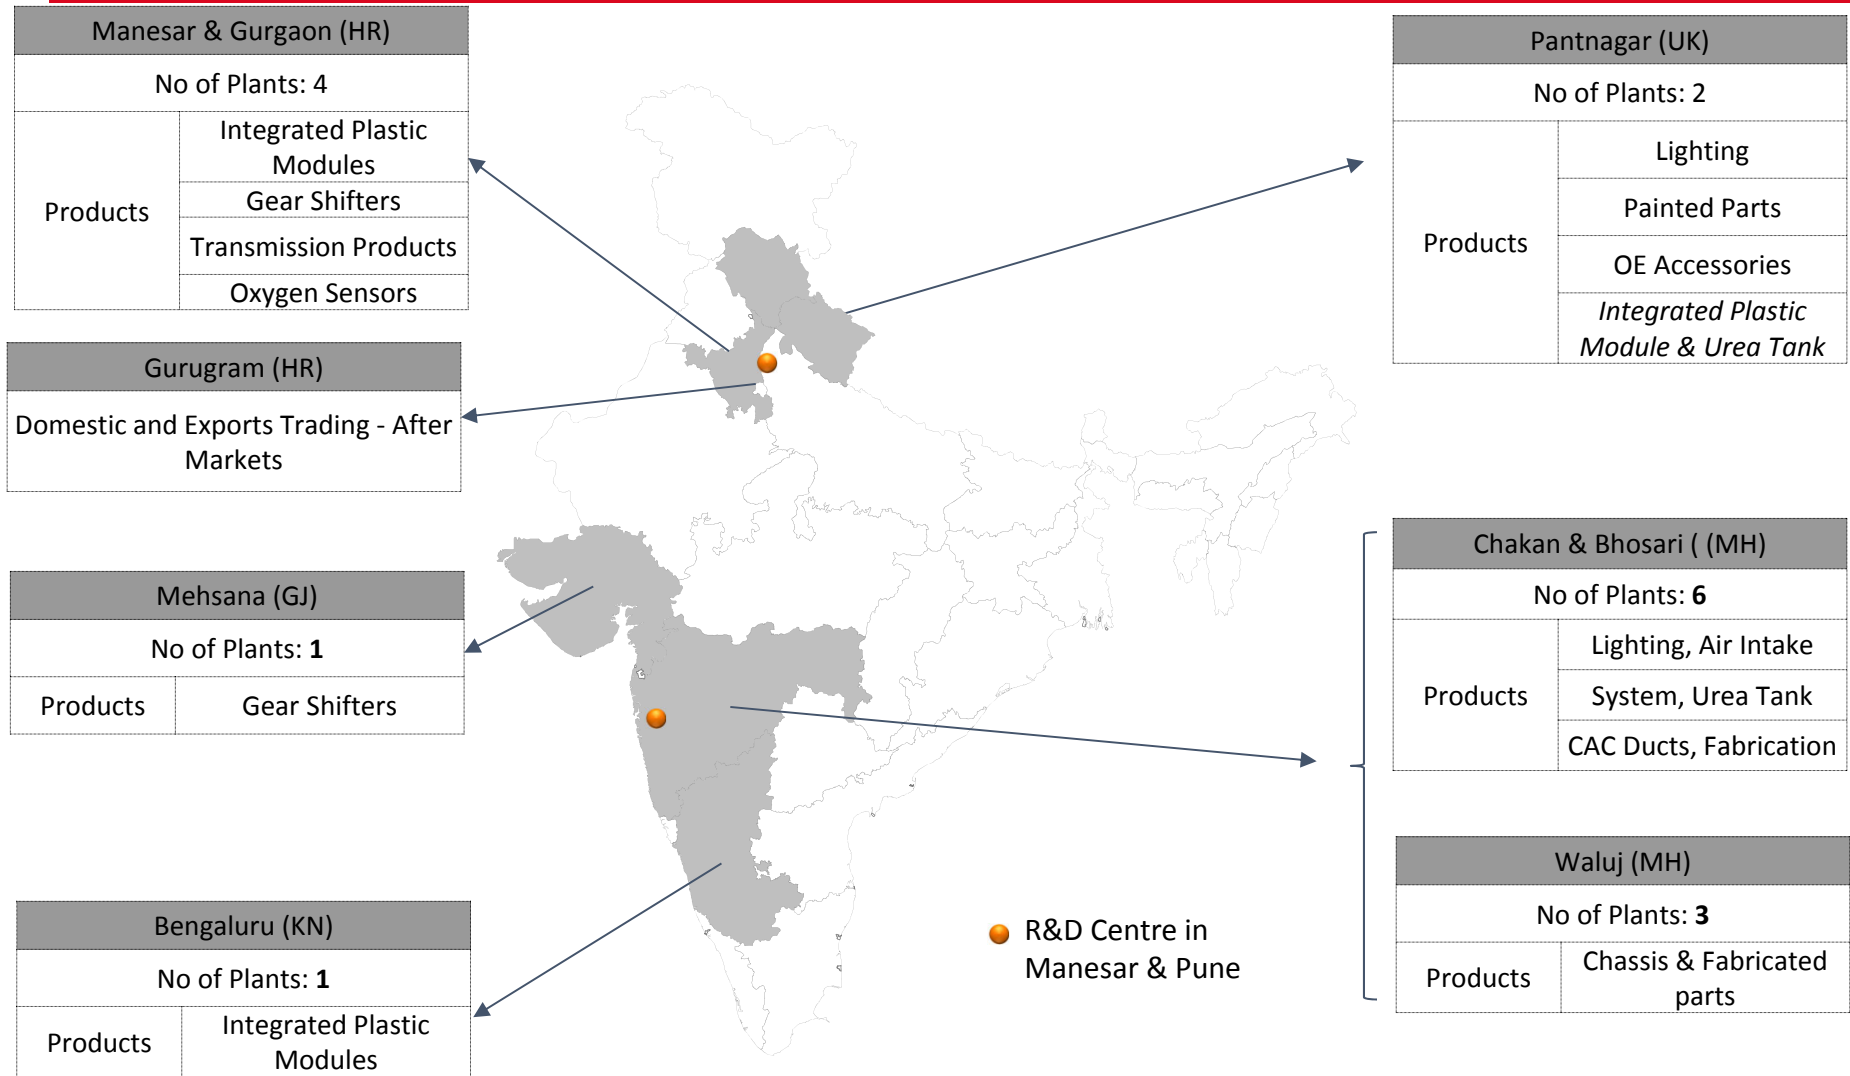 Manesar & Gurgaon (HR)
No of Plants: 4
Products
Integrated Plastic
Modules
Gear Shifters
Transmission Products
Oxygen Sensors
Gurugram (HR)
Domestic and Exports Trading - After
Markets
Mehsana (GJ)
No of Plants: 1
Products
Gear Shifters
Bengaluru (KN)
No of Plants: 1
Products
Integrated Plastic
Modules
Pantnagar (UK)
No of Plants: 2
Products
Lighting
Painted Parts
OE Accessories
Integrated Plastic
Module & Urea Tank
Chakan & Bhosari ( (MH)
No of Plants: 6
Products
Lighting, Air Intake
System, Urea Tank
CAC Ducts, Fabrication
Waluj (MH)
No of Plants: 3
Products
Chassis & Fabricated
parts
R&D Centre in
Manesar & Pune